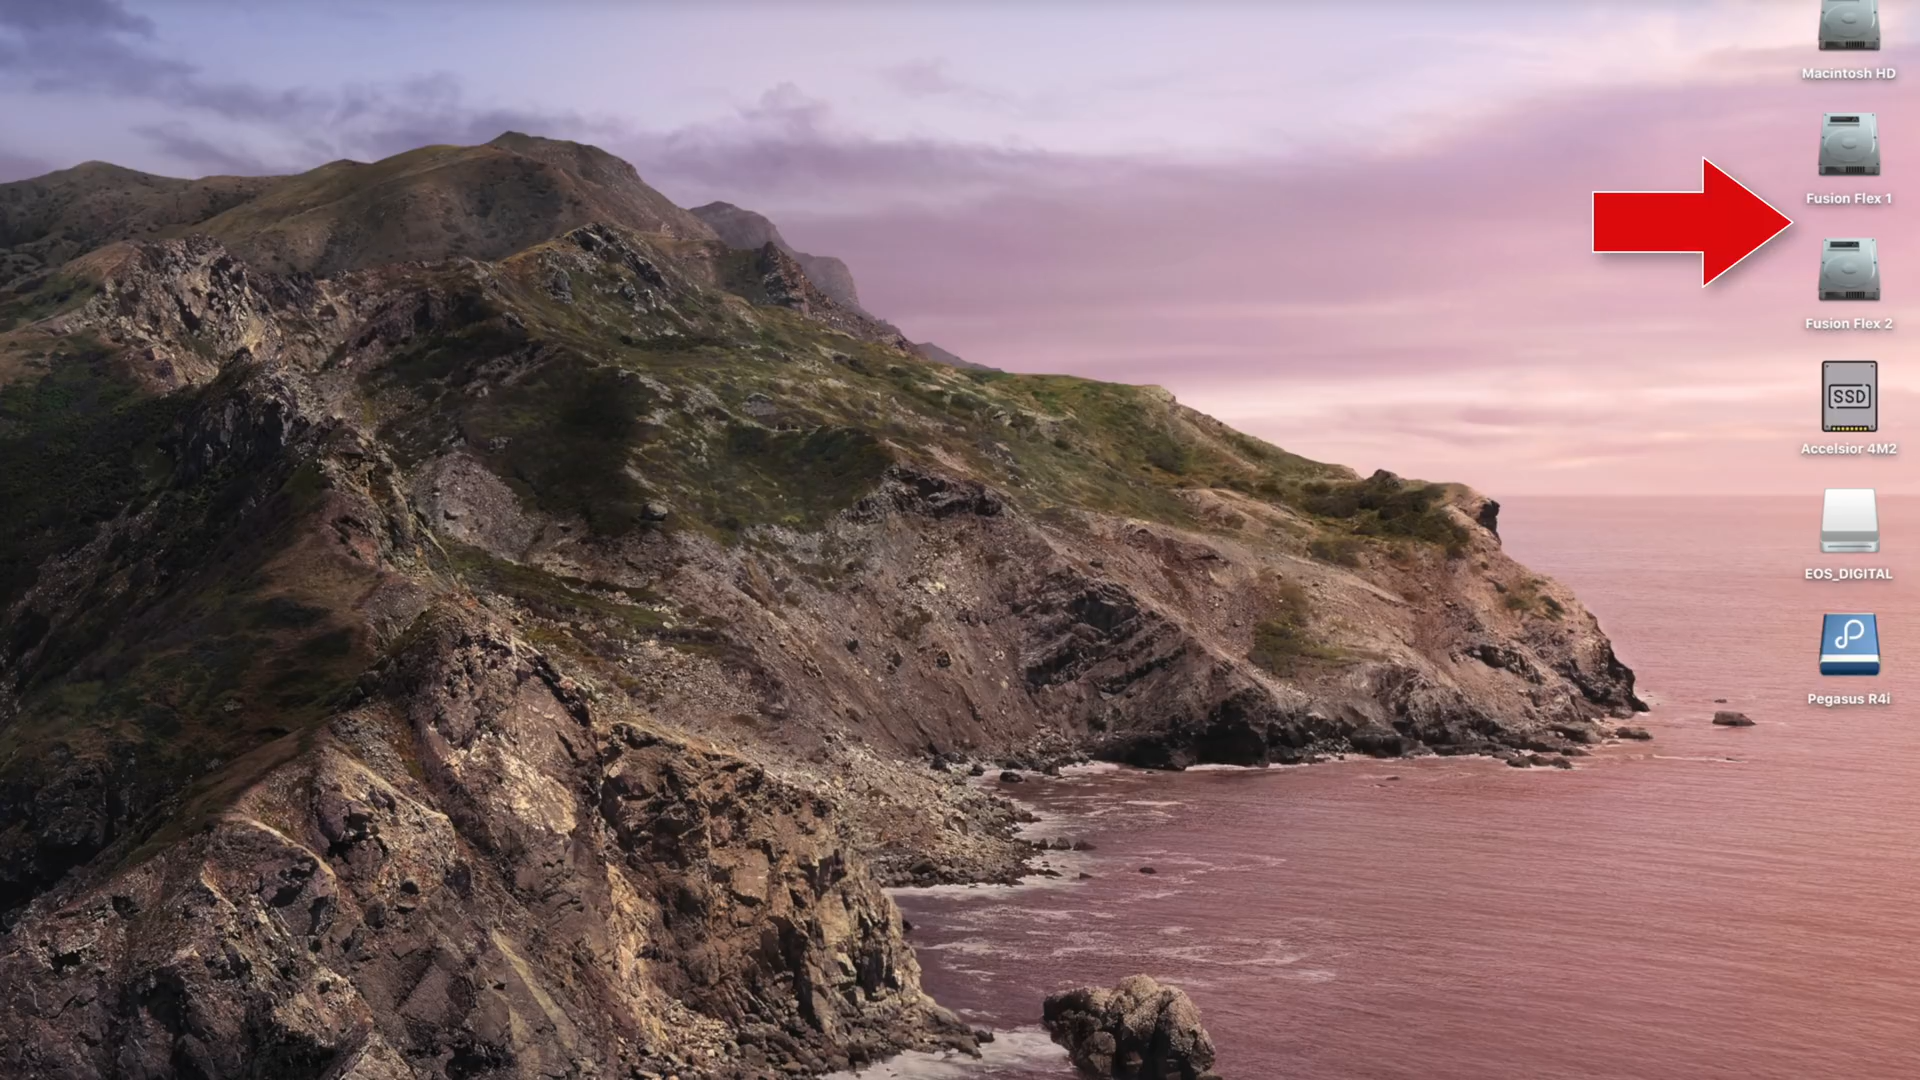 Macintosh HD
Fusion Flex 1
Fusion Flex 2
SSD
Accelsior 4M2
EOS_DIGITAL
Pegasus R4i